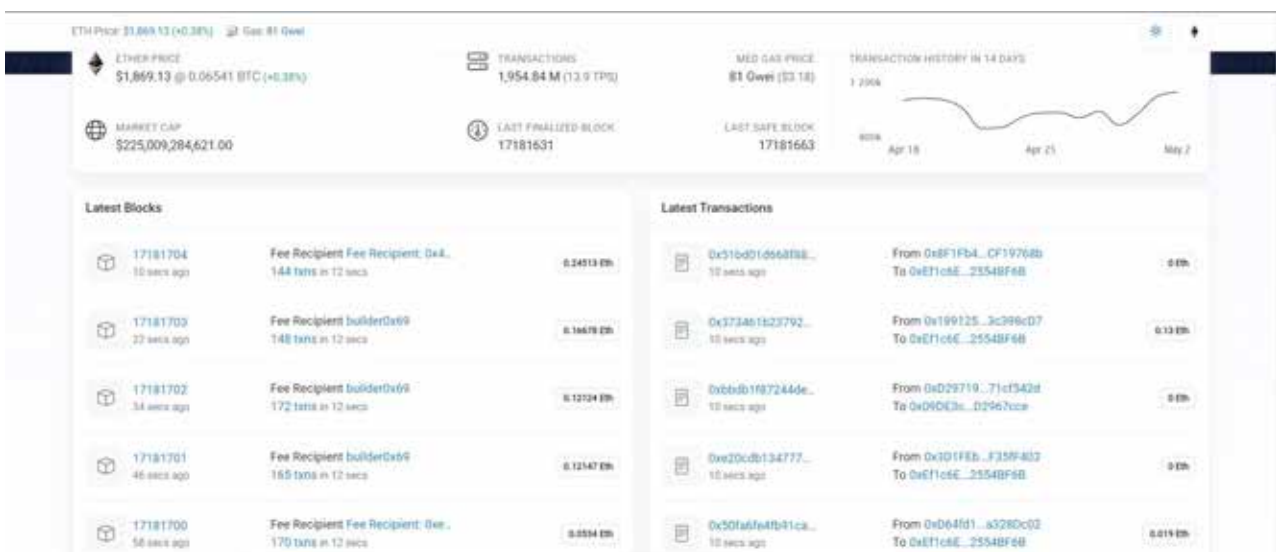 ETH Price: $1,869.13 (+0.38%) Gas: 81 Gwei
ETHER PRICE
$1,869.13 @ 0.06541 BTC (+0.38%)
TRANSACTIONS
1,954.84 M (13.9 TPS)
MED GAS PRICE
81 Gwei ($3.18)
MARKET CAP
$225,009,284,621.00
LAST FINALIZED BLOCK
17181631
LAST SAFE BLOCK
17181663
TRANSACTION HISTORY IN 14 DAYS
1 200k
800k
Apr 18 Apr 25 May 2
Latest Blocks
17181704
10 secs ago
Fee Recipient Fee Recipient: 0x4...
144 txns in 12 secs
0.24513 Eth
17181703
22 secs ago
Fee Recipient builder0x69
148 txns in 12 secs
0.16678 Eth
17181702
34 secs ago
Fee Recipient builder0x69
172 txns in 12 secs
0.12124 Eth
17181701
46 secs ago
Fee Recipient builder0x69
165 txns in 12 secs
0.12147 Eth
17181700
58 secs ago
Fee Recipient Fee Recipient: 0xe...
170 txns in 12 secs
0.0554 Eth
Latest Transactions
10 secs ago
From 0x8F1Fb4...CF19768b
To 0xEf1c6E...2554BF6B
0 Eth
0x373461b23792...
10 secs ago
From 0x199125...3c398cD7
To 0xEf1c6E...2554BF6B
0.13 Eth
0xbbdb1f87244de...
10 secs ago
From 0xD29719...71cf542d
To 0xD9DE3c...D2967cce
0 Eth
0xe20cdb134777...
10 secs ago
From 0x3D1FEb...F35fF403
To 0xEf1c6E...2554BF6B
0 Eth
0x50fa6fe4fb41ca...
10 secs ago
From 0xD64fd1...a328Dc02
To 0xEf1c6E...2554BF6B
0.019 Eth